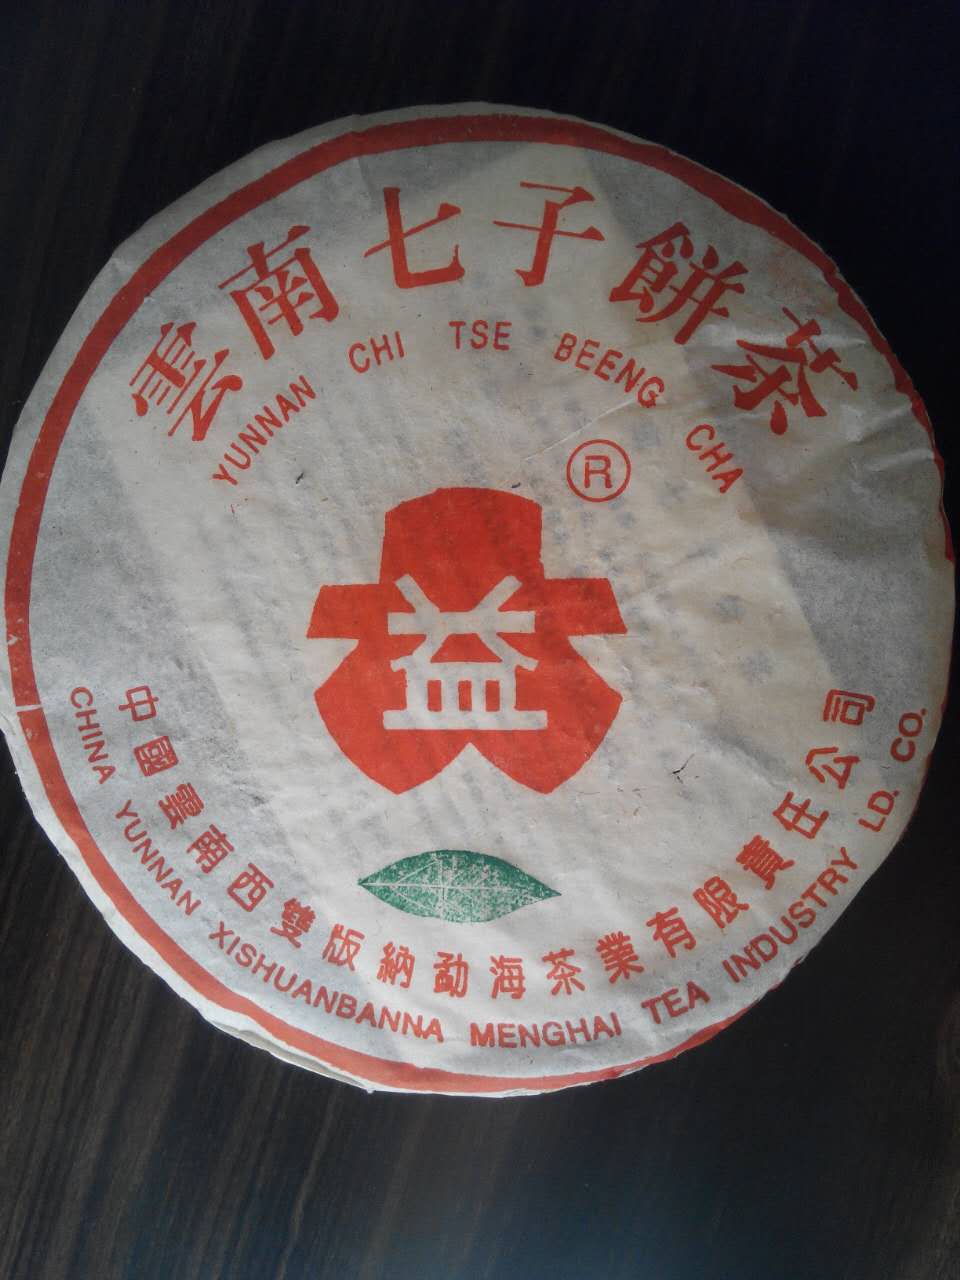 雲南七子餅茶
YUNNAN CHI TSE BEENG CHA
®
益
中國雲南西雙版納勐海茶業有限責任公司
CHINA YUNNAN XISHUANBANNA MENGHAI TEA INDUSTRY LD. CO.